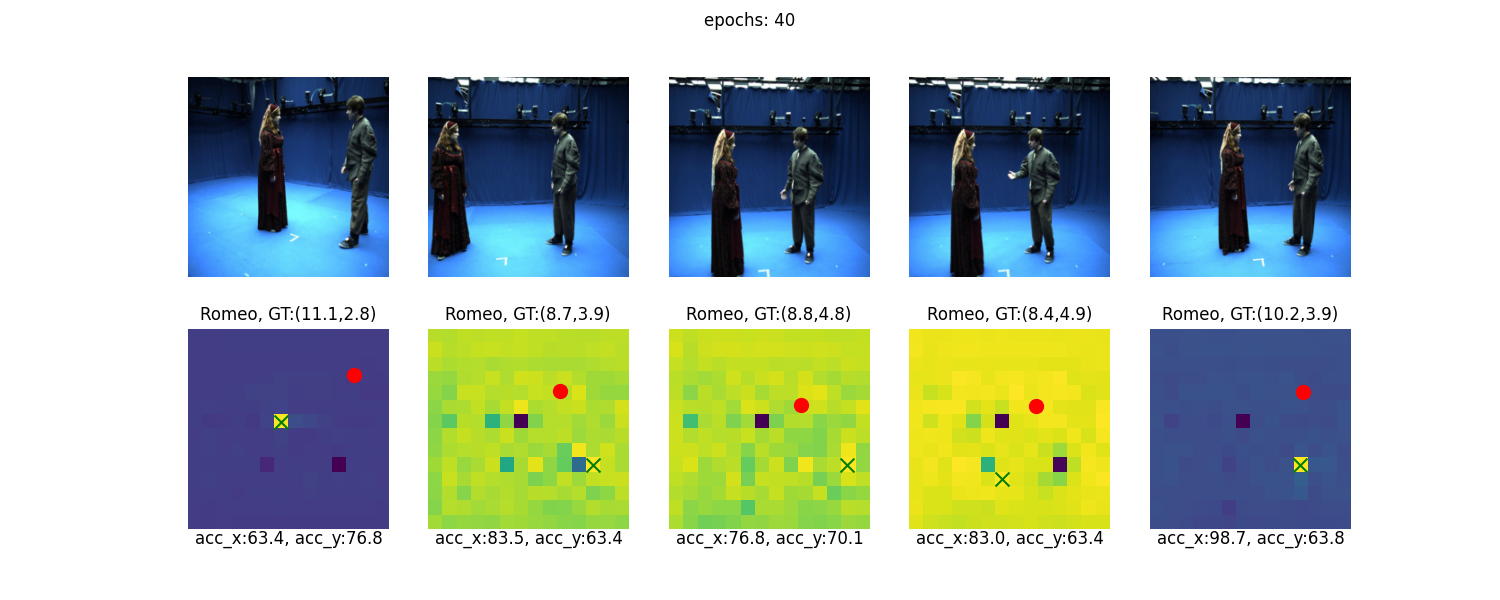 epochs: 40
Romeo, GT:(11.1,2.8)
Romeo, GT:(8.7,3.9)
Romeo, GT:(8.8,4.8)
Romeo, GT:(8.4,4.9)
Romeo, GT:(10.2,3.9)
acc_x:63.4, acc_y:76.8
acc_x:83.5, acc_y:63.4
acc_x:76.8, acc_y:70.1
acc_x:83.0, acc_y:63.4
acc_x:98.7, acc_y:63.8